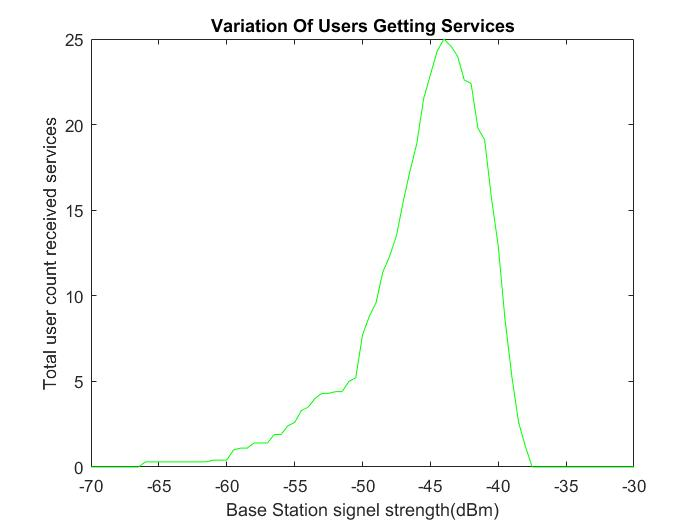 Variation Of Users Getting Services
25
20
15
10
5
0
Total user count received services
-70 -65 -60 -55 -50 -45 -40 -35 -30
Base Station signel strength(dBm)